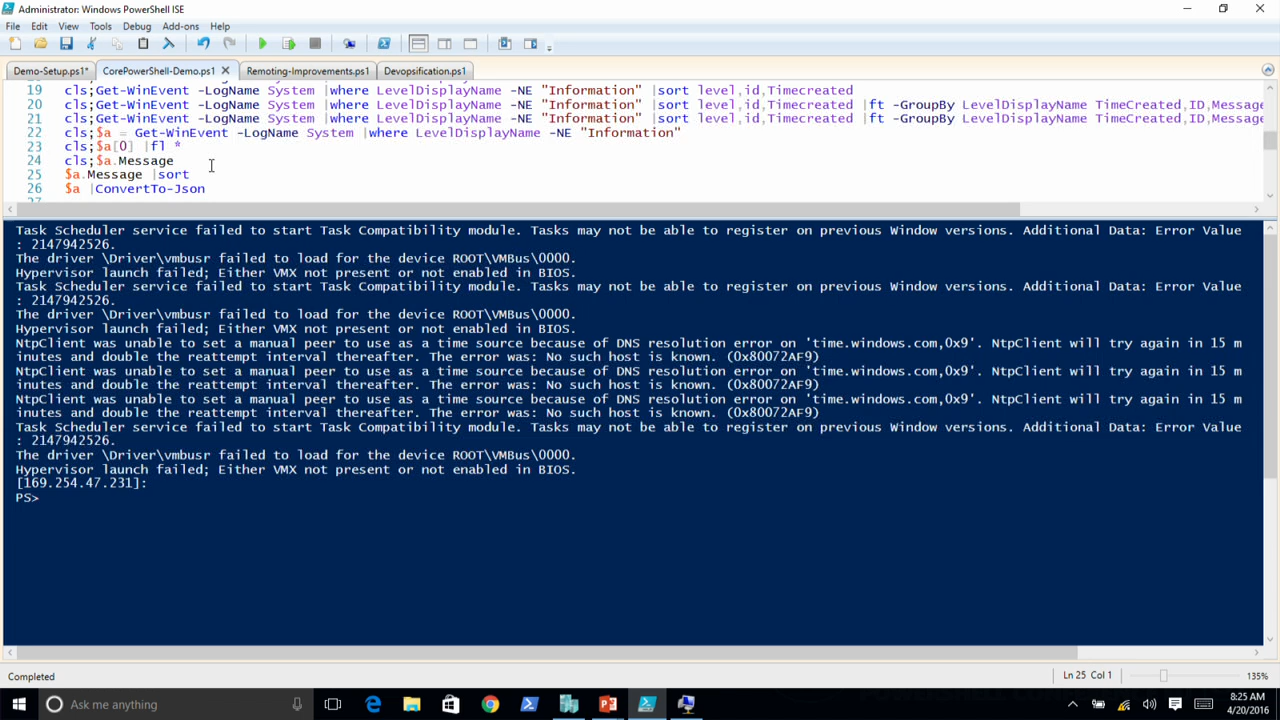 Administrator: Windows PowerShell ISE
File Edit View Tools Debug Add-ons Help
Demo-Setup.ps1* CorePowerShell-Demo.ps1 Remoting-Improvements.ps1 Devopsification.ps1
19 cls;Get-WinEvent -LogName System |where LevelDisplayName -NE "Information" |sort level,id,Timecreated
20 cls;Get-WinEvent -LogName System |where LevelDisplayName -NE "Information" |sort level,id,Timecreated |ft -GroupBy LevelDisplayName TimeCreated,ID,Message
21 cls;Get-WinEvent -LogName System |where LevelDisplayName -NE "Information" |sort level,id,Timecreated |ft -GroupBy LevelDisplayName TimeCreated,ID,Message
22 cls;$a = Get-WinEvent -LogName System |where LevelDisplayName -NE "Information"
23 cls;$a[0] |fl *
24 cls;$a.Message
25 $a.Message |sort
26 $a |ConvertTo-Json
Task Scheduler service failed to start Task Compatibility module. Tasks may not be able to register on previous Window versions. Additional Data: Error Value
: 2147942526.
The driver \Driver\vmbusr failed to load for the device ROOT\VMBus\0000.
Hypervisor launch failed; Either VMX not present or not enabled in BIOS.
Task Scheduler service failed to start Task Compatibility module. Tasks may not be able to register on previous Window versions. Additional Data: Error Value
: 2147942526.
The driver \Driver\vmbusr failed to load for the device ROOT\VMBus\0000.
Hypervisor launch failed; Either VMX not present or not enabled in BIOS.
NtpClient was unable to set a manual peer to use as a time source because of DNS resolution error on 'time.windows.com,0x9'. NtpClient will try again in 15 m
inutes and double the reattempt interval thereafter. The error was: No such host is known. (0x80072AF9)
NtpClient was unable to set a manual peer to use as a time source because of DNS resolution error on 'time.windows.com,0x9'. NtpClient will try again in 15 m
inutes and double the reattempt interval thereafter. The error was: No such host is known. (0x80072AF9)
NtpClient was unable to set a manual peer to use as a time source because of DNS resolution error on 'time.windows.com,0x9'. NtpClient will try again in 15 m
inutes and double the reattempt interval thereafter. The error was: No such host is known. (0x80072AF9)
Task Scheduler service failed to start Task Compatibility module. Tasks may not be able to register on previous Window versions. Additional Data: Error Value
: 2147942526.
The driver \Driver\vmbusr failed to load for the device ROOT\VMBus\0000.
Hypervisor launch failed; Either VMX not present or not enabled in BIOS.
[169.254.47.231]:
PS>
Completed Ln 25 Col 1 135%
Ask me anything
8:25 AM
4/20/2016